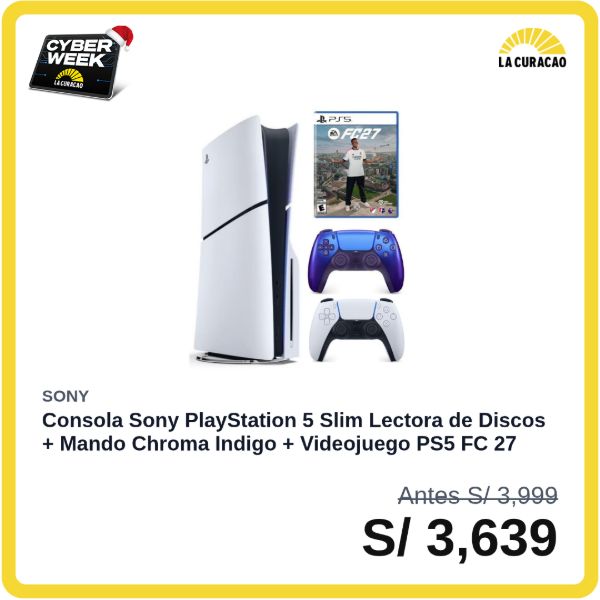 CYBER
WEEK
LA CURACAO
LA CURACAO
PS5
EA FC27
E
SONY
Consola Sony PlayStation 5 Slim Lectora de Discos
+ Mando Chroma Indigo + Videojuego PS5 FC 27
Antes S/ 3,999
S/ 3,639